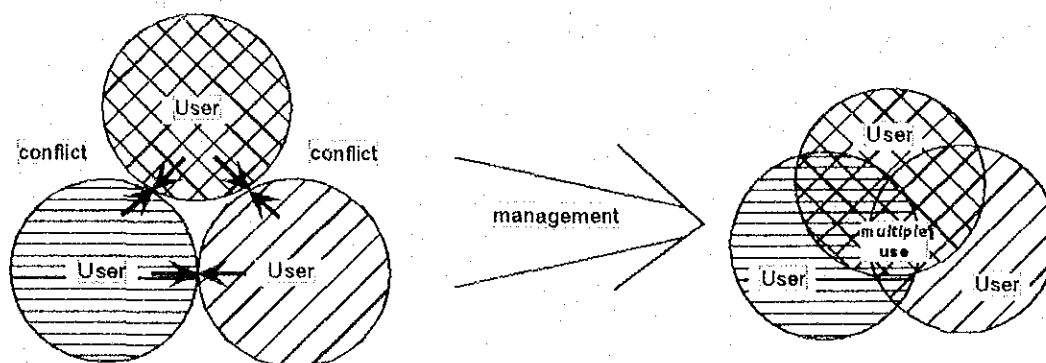 User
conflict
conflict
User
User
management
User
multiple
use
User
User